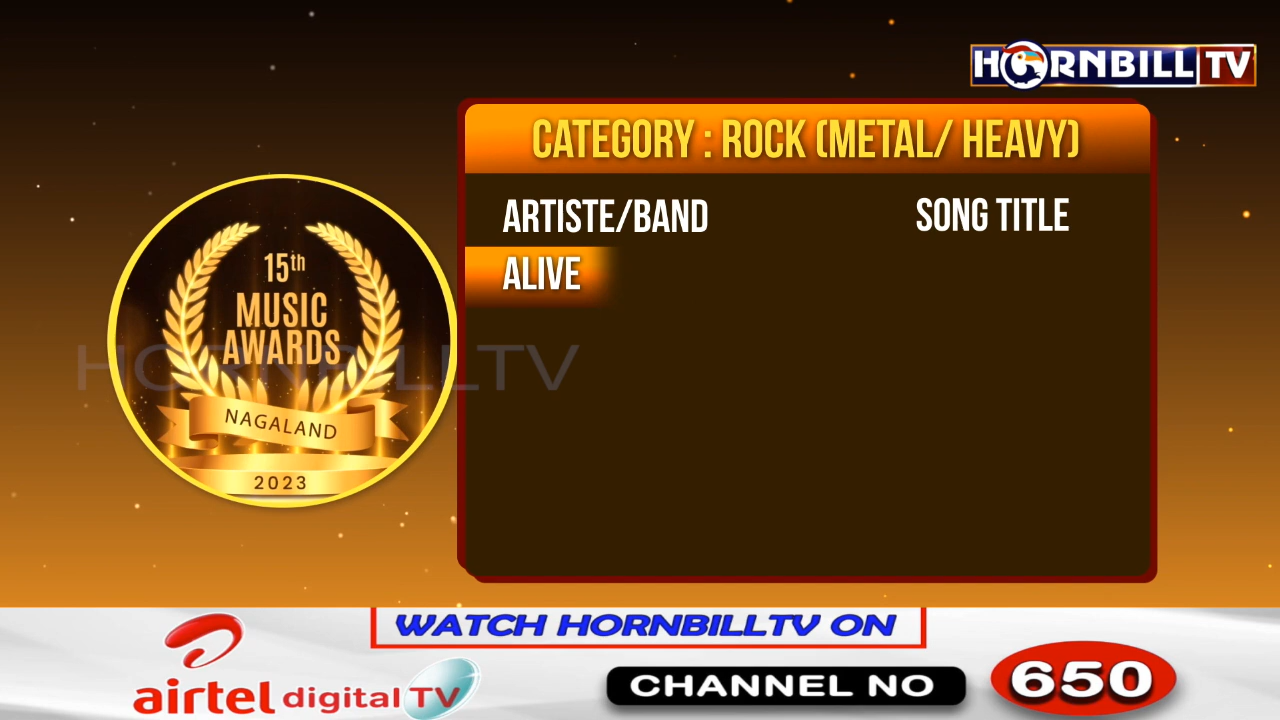 HORNBILL TV
CATEGORY : ROCK (METAL/ HEAVY)
ARTISTE/BAND SONG TITLE
ALIVE
15th
MUSIC
AWARDS
HORNBILLTV
NAGALAND
2023
WATCH HORNBILLTV ON
airtel digital TV
CHANNEL NO 650